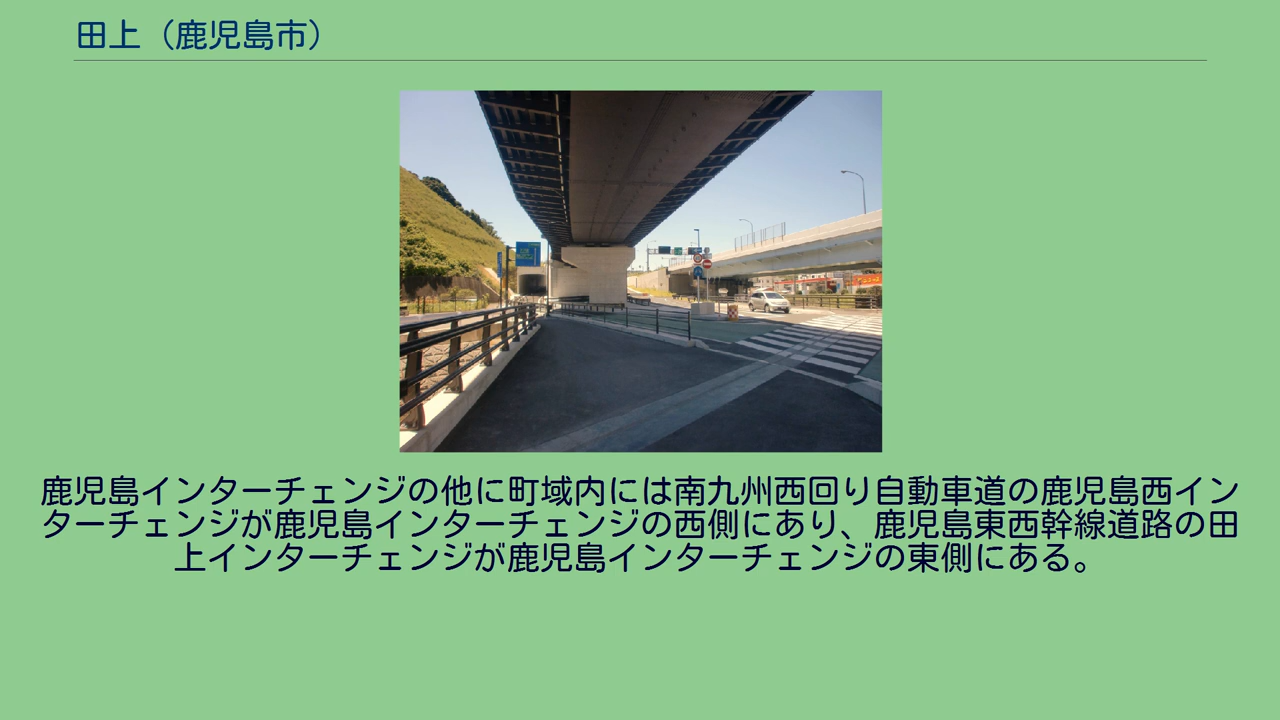 田上（鹿児島市）
鹿児島インターチェンジの他に町域内には南九州西回り自動車道の鹿児島西イン
ターチェンジが鹿児島インターチェンジの西側にあり、鹿児島東西幹線道路の田
上インターチェンジが鹿児島インターチェンジの東側にある。